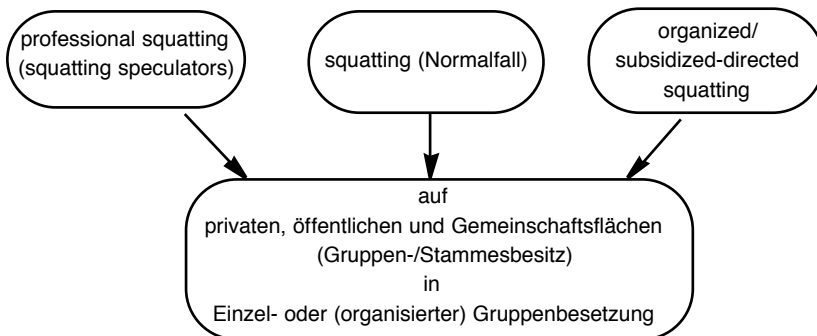 professional squatting
(squatting speculators)
squatting (Normalfall)
organized/
subsidized-directed
squatting
auf
privaten, öffentlichen und Gemeinschaftsflächen
(Gruppen-/Stammesbesitz)
in
Einzel- oder (organisierter) Gruppenbesetzung